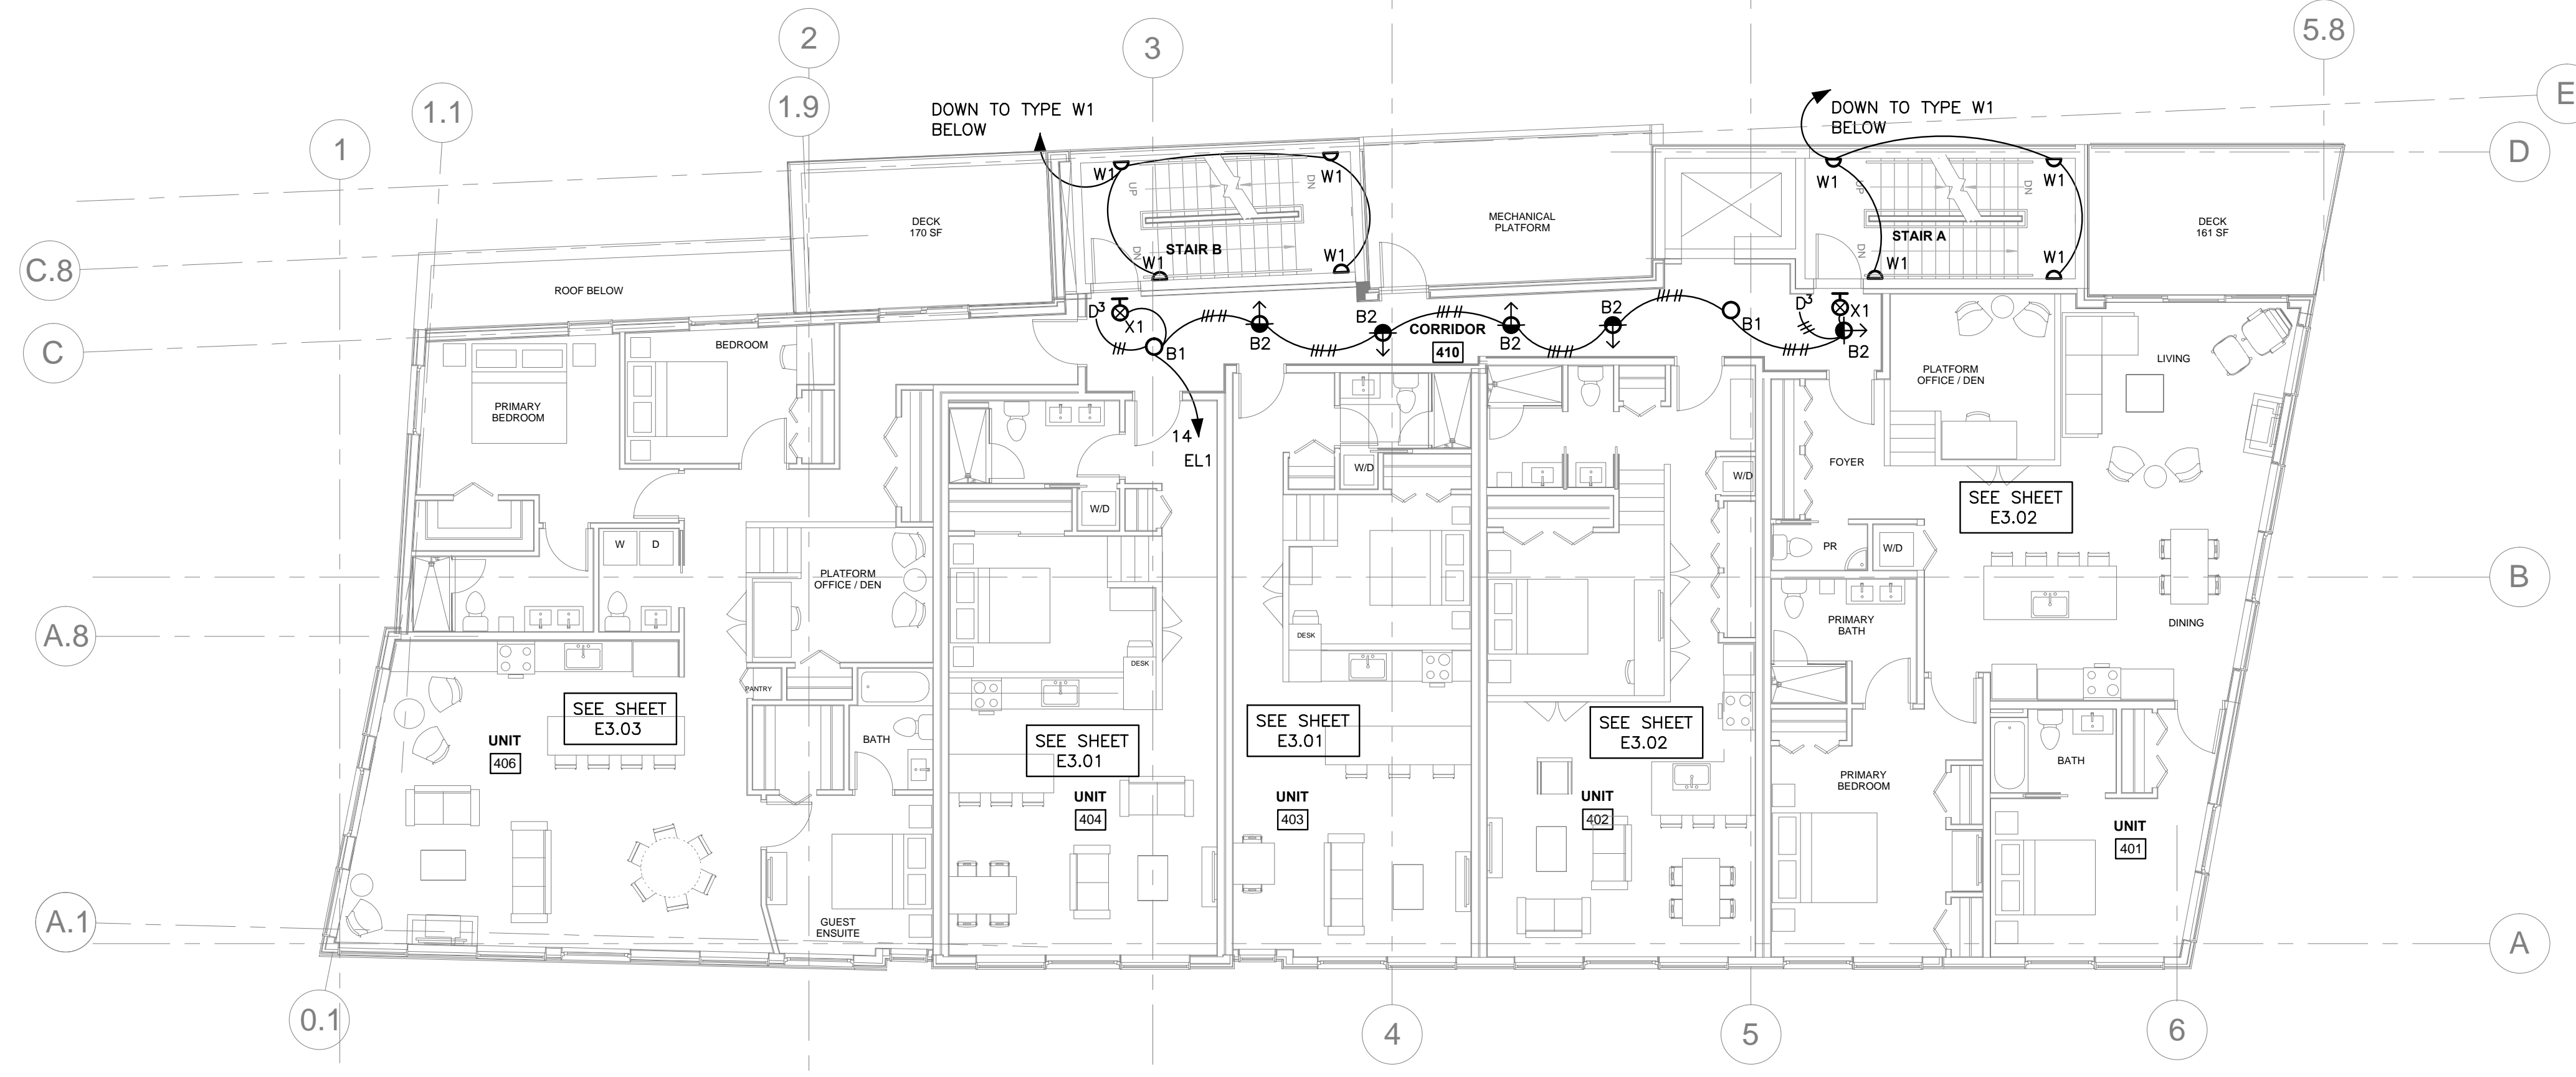 2
3
5.8
1.9
1.1
1
E
D
DOWN TO TYPE W1
BELOW
DOWN TO TYPE W1
BELOW
W1
W1
W1
W1
UP
DN
DN
STAIR B
W1
W1
W1
W1
UP
DN
DN
STAIR A
DECK
170 SF
MECHANICAL
PLATFORM
DECK
161 SF
C.8
ROOF BELOW
C
D3
X1
B1
B2
B2
CORRIDOR
410
B2
B2
B1
D3
X1
B2
14
EL1
BEDROOM
PRIMARY
BEDROOM
PLATFORM
OFFICE / DEN
LIVING
FOYER
SEE SHEET
E3.02
W/D
W/D
W/D
W
D
PR
W/D
PLATFORM
OFFICE / DEN
B
A.8
PRIMARY
BATH
DINING
DESK
DESK
PANTRY
SEE SHEET
E3.03
UNIT
406
BATH
SEE SHEET
E3.01
UNIT
404
SEE SHEET
E3.01
UNIT
403
SEE SHEET
E3.02
UNIT
402
PRIMARY
BEDROOM
BATH
UNIT
401
GUEST
ENSUITE
A.1
A
0.1
4
5
6